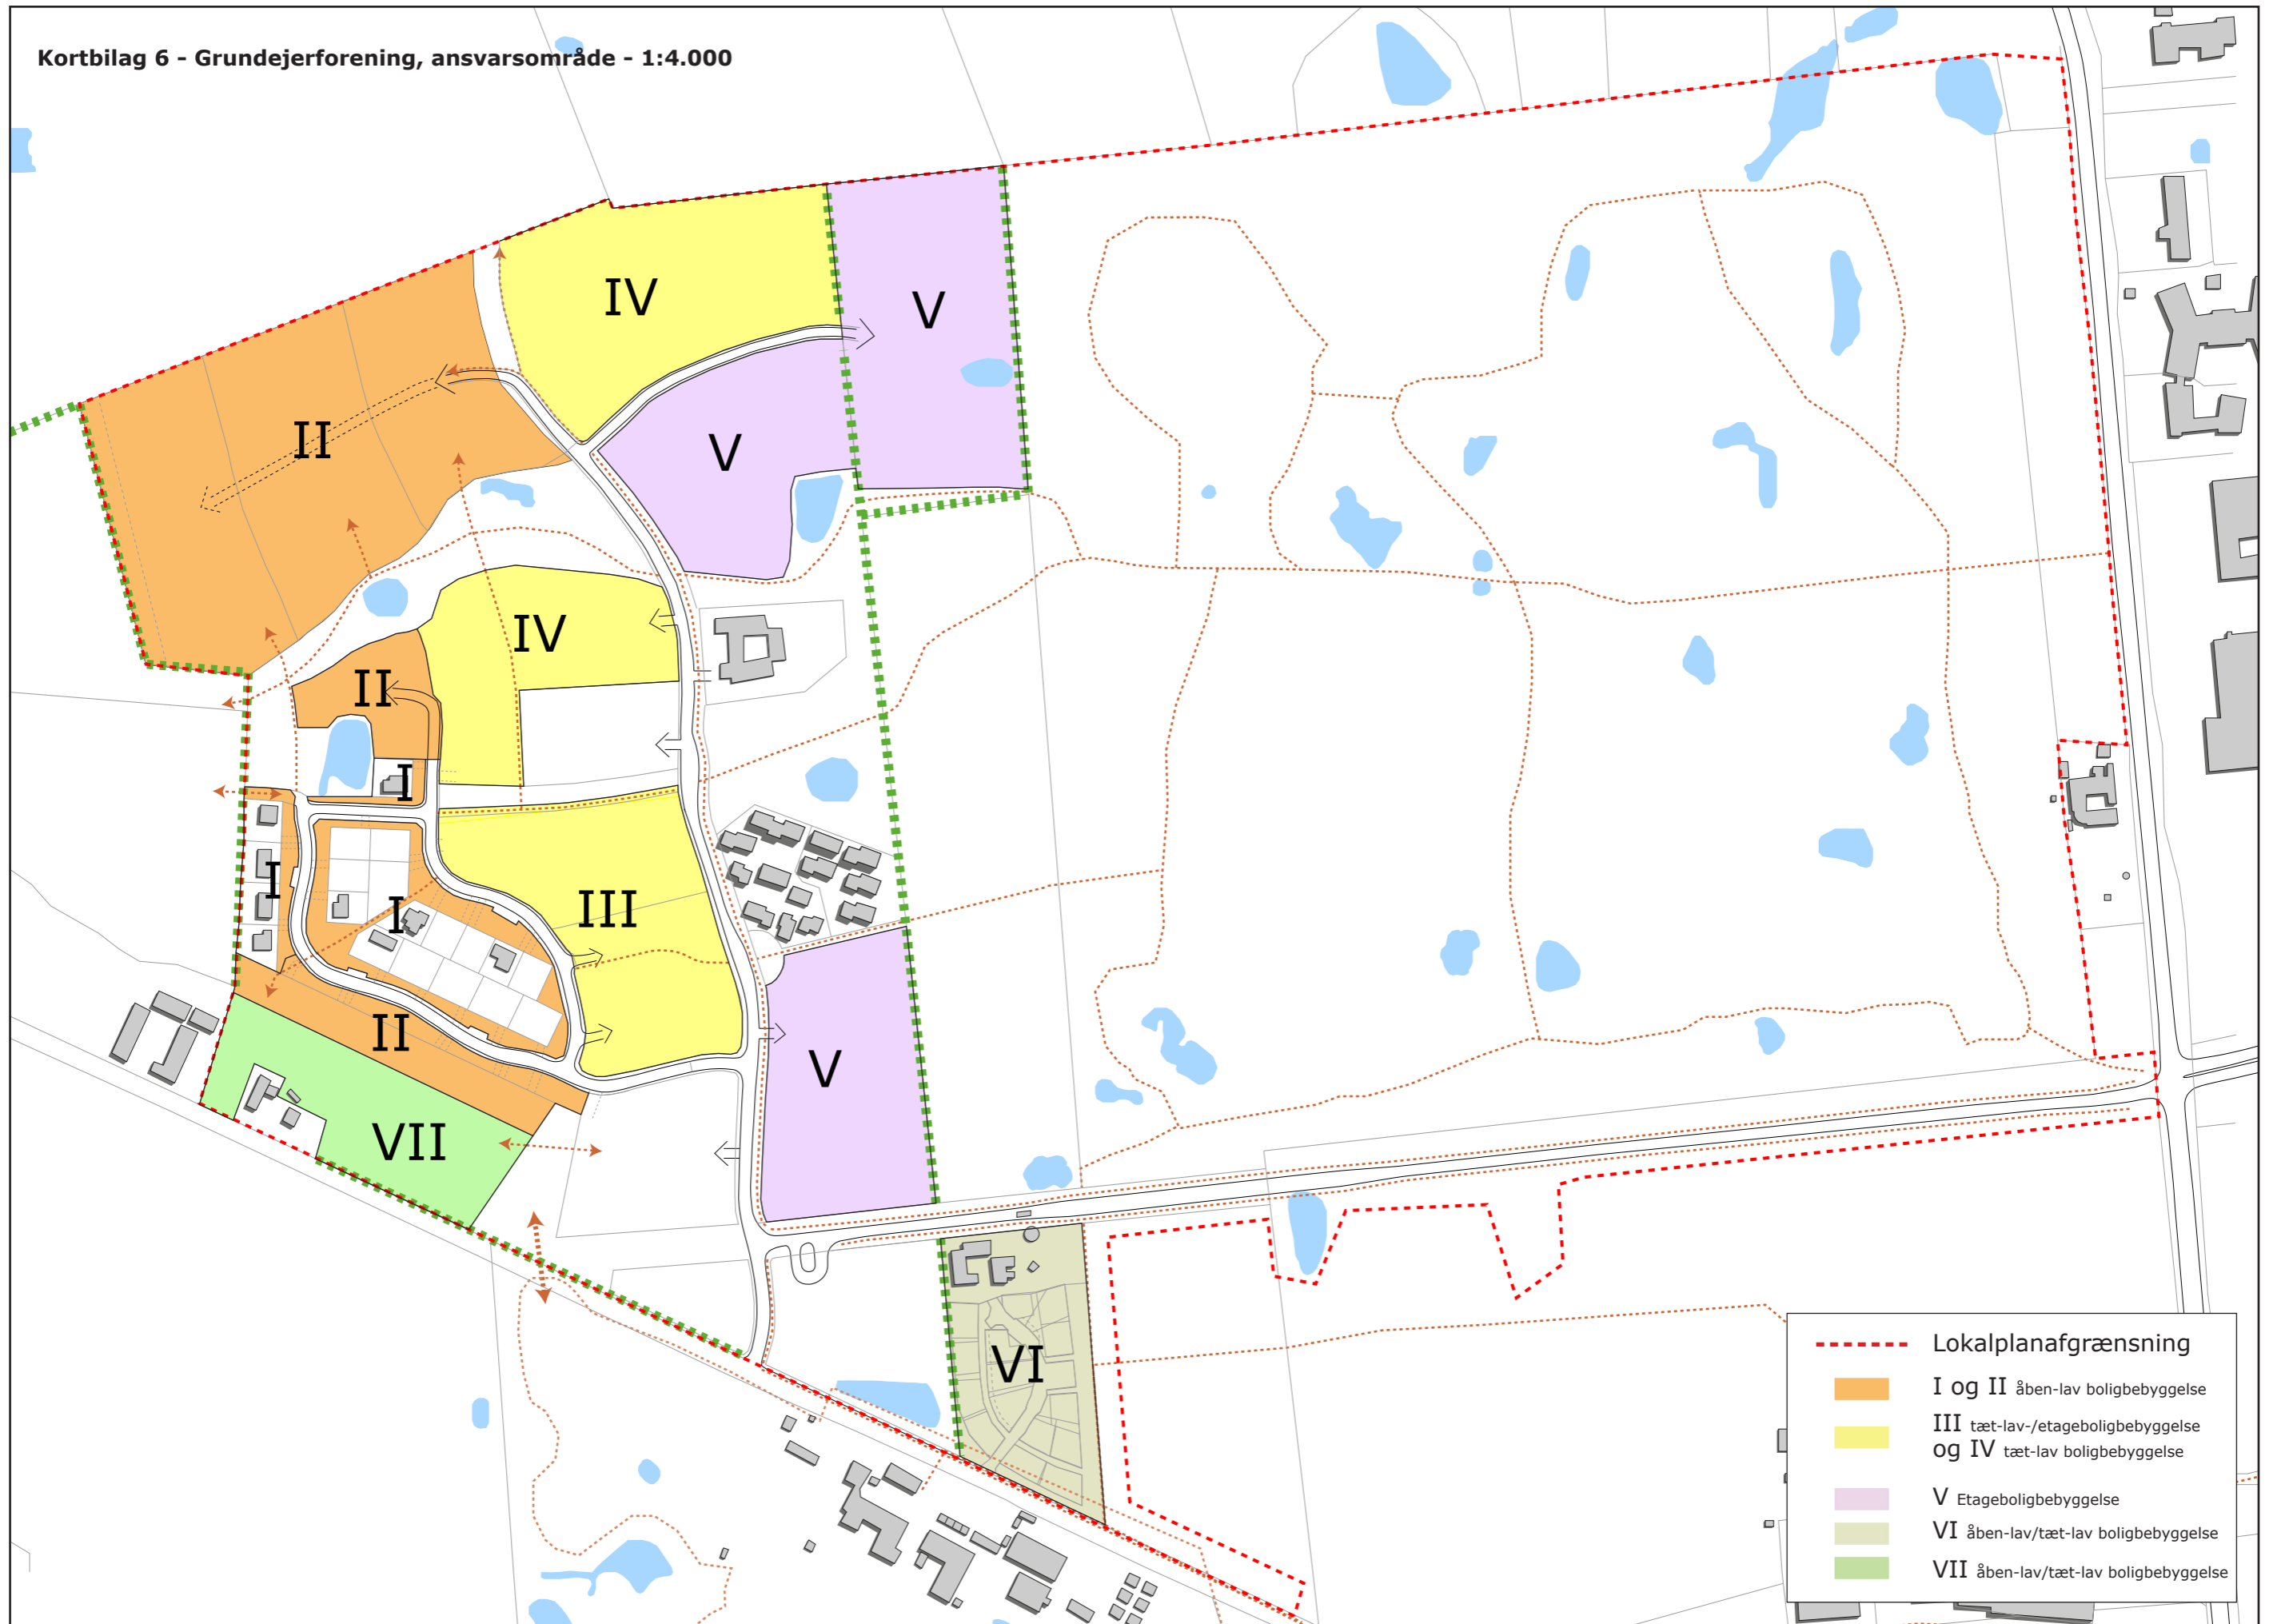 Kortbilag 6 - Grundejerforening, ansvarsområde - 1:4.000
IV
V
II
V
IV
II
I
I
I
III
II
V
VII
VI
Lokalplanafgrænsning
I og II åben-lav boligbebyggelse
III tæt-lav-/etageboligbebyggelse
og IV tæt-lav boligbebyggelse
V Etageboligbebyggelse
VI åben-lav/tæt-lav boligbebyggelse
VII åben-lav/tæt-lav boligbebyggelse